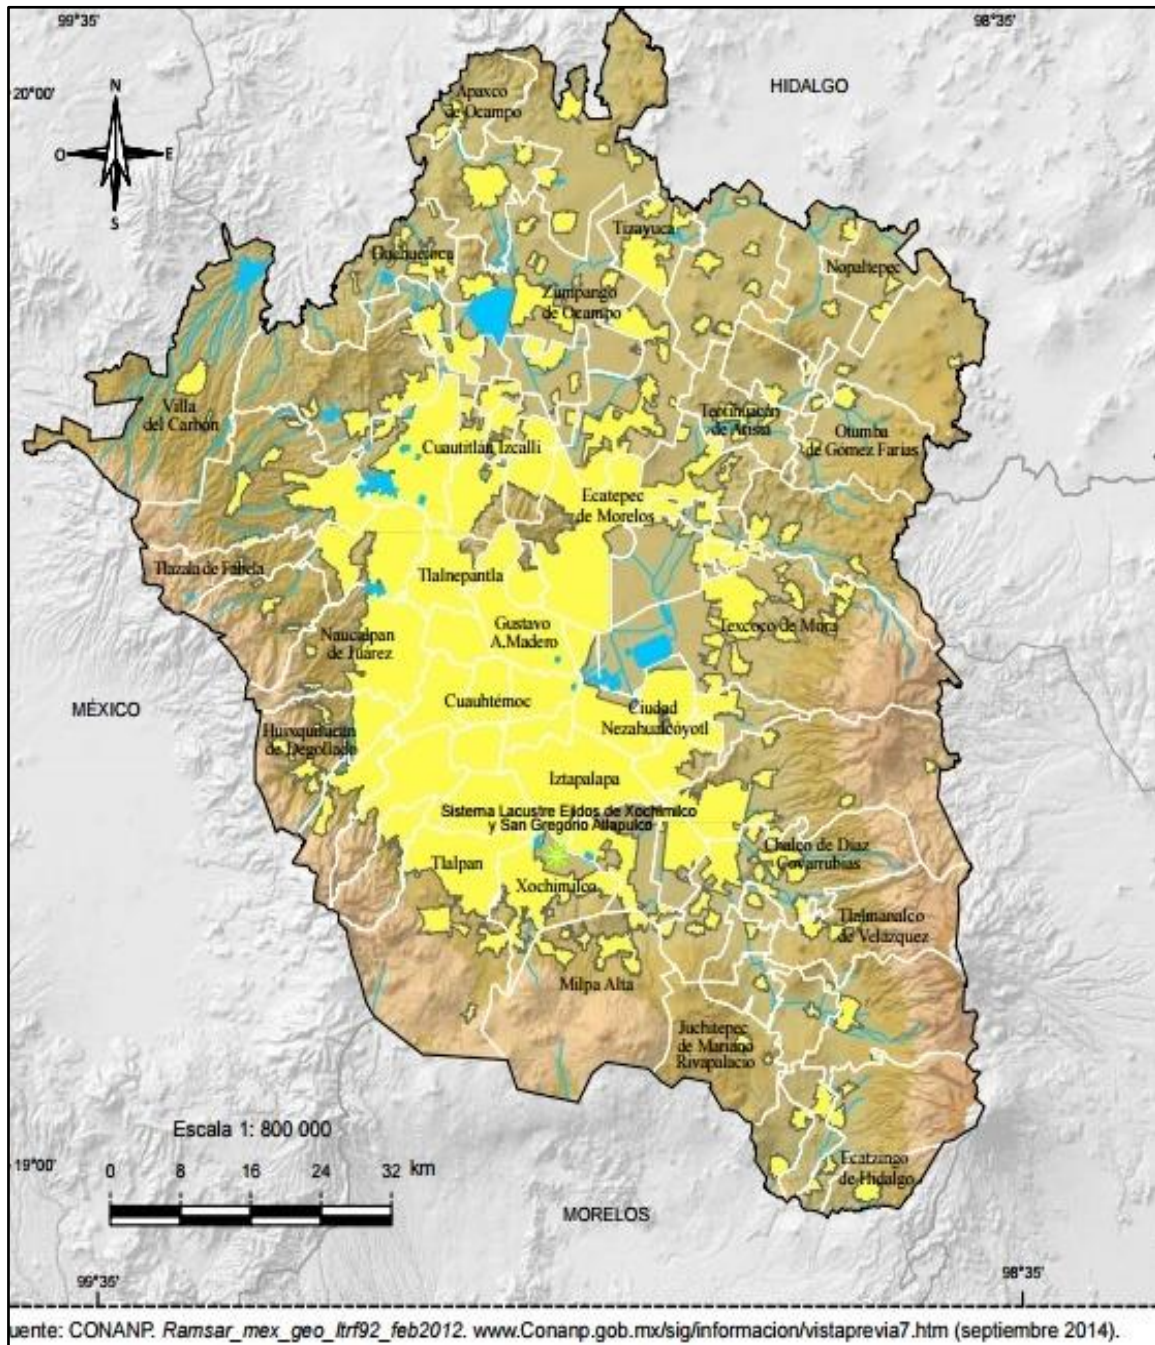 99°35'
98°35'
20°00'
HIDALGO
N
O
E
S
Apaxco
de Ocampo
Tizayuca
Huehuetoca
Nopaltepec
Zumpango
de Ocampo
Villa
del Carbón
Teotihuacán
de Arista
Otumba
de Gómez Farías
Cuautitlán Izcalli
Ecatepec
de Morelos
Tlazala de Fabela
Tlalnepantla
Gustavo
A.Madero
Texcoco de Mora
Naucalpan
de Juárez
MÉXICO
Cuauhtémoc
Ciudad
Nezahualcóyotl
Huixquilucan
de Degollado
Iztapalapa
Sistema Lacustre Ejidos de Xochimilco
y San Gregorio Atlapulco
Tlalpan
Chalco de Díaz
Covarrubias
Xochimilco
Tlalmanalco
de Velázquez
Milpa Alta
Juchitepec
de Mariano
Rivapalacio
Escala 1: 800 000
19°00'
0 8 16 24 32 km
Ecatzingo
de Hidalgo
MORELOS
99°35'
98°35'
uente: CONANP. Ramsar_mex_geo_Itrf92_feb2012. www.Conanp.gob.mx/sig/informacion/vistaprevia7.htm (septiembre 2014).